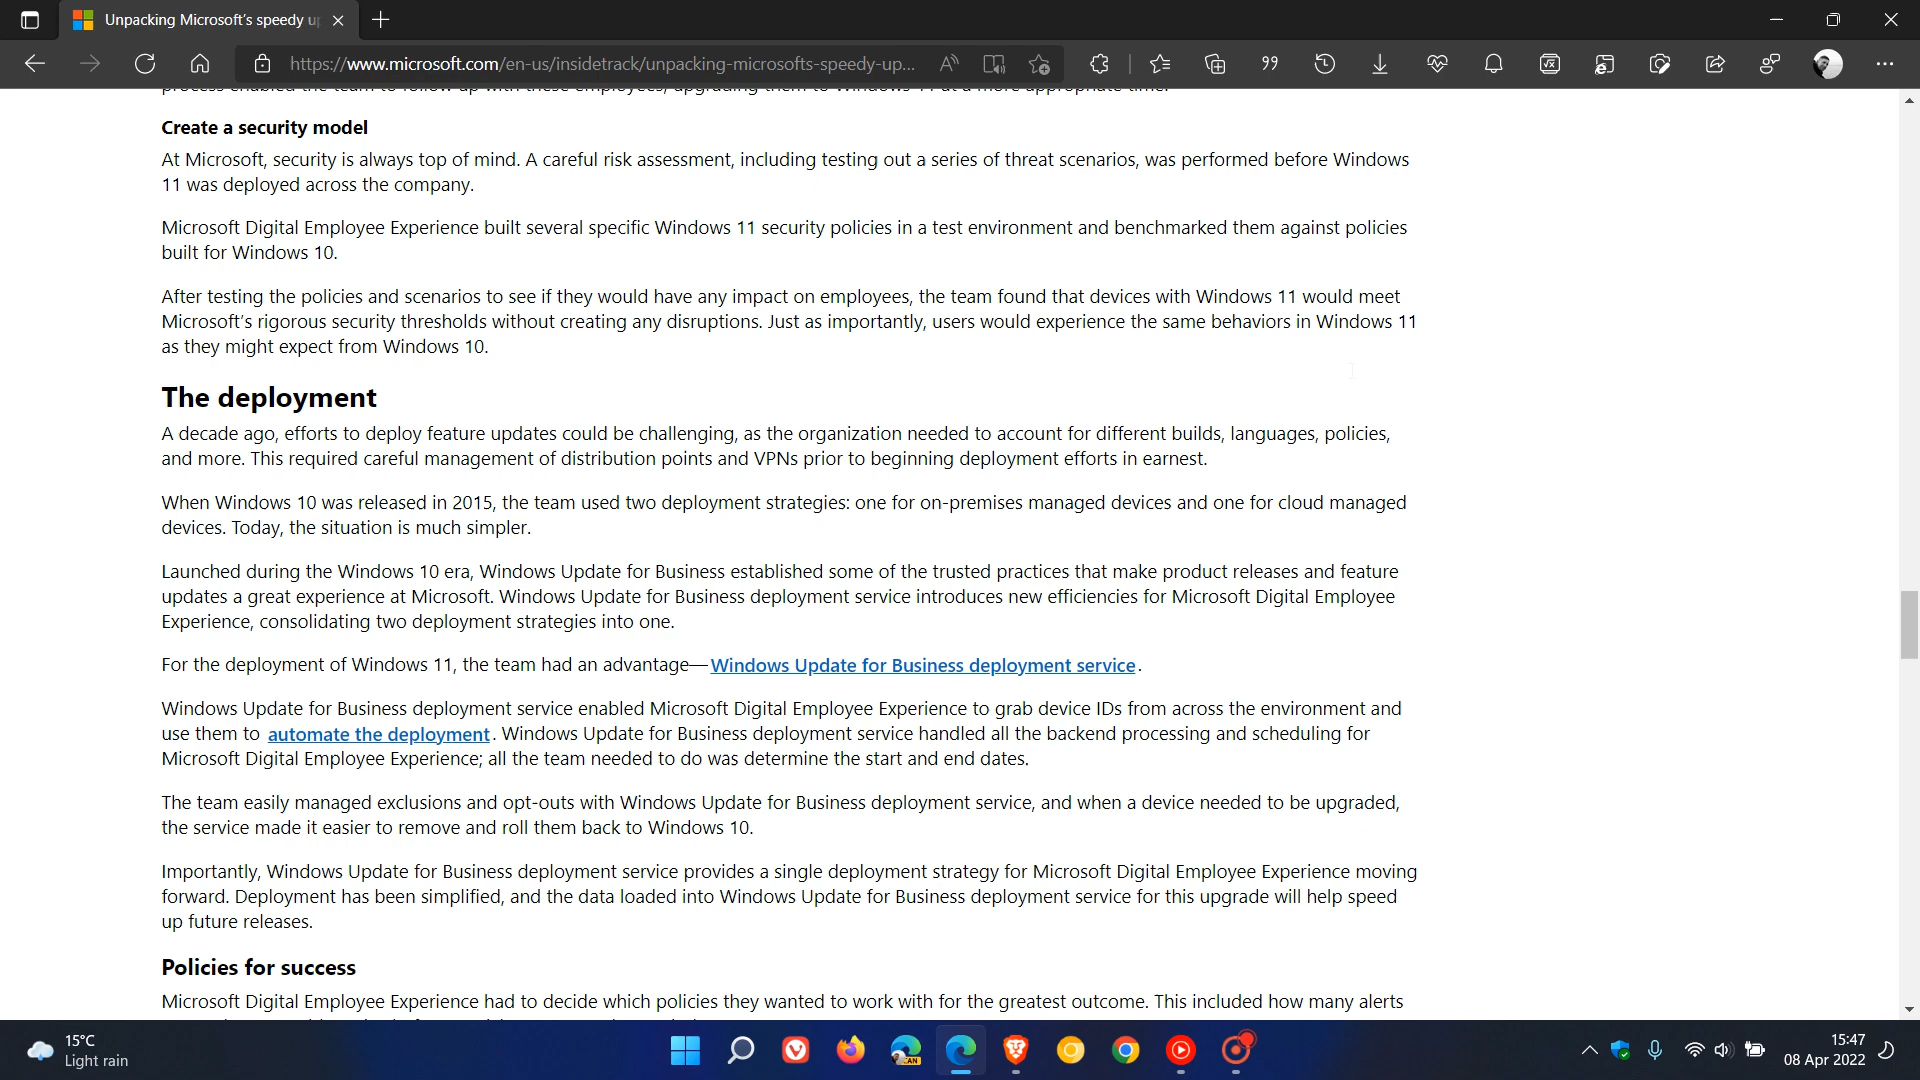 Unpacking Microsoft's speedy up
https://www.microsoft.com/en-us/insidetrack/unpacking-microsofts-speedy-up...
process enabled the team to follow up with these employees, upgrading them to Windows 11 at a more appropriate time.
Create a security model
At Microsoft, security is always top of mind. A careful risk assessment, including testing out a series of threat scenarios, was performed before Windows
11 was deployed across the company.
Microsoft Digital Employee Experience built several specific Windows 11 security policies in a test environment and benchmarked them against policies
built for Windows 10.
After testing the policies and scenarios to see if they would have any impact on employees, the team found that devices with Windows 11 would meet
Microsoft's rigorous security thresholds without creating any disruptions. Just as importantly, users would experience the same behaviors in Windows 11
as they might expect from Windows 10.
The deployment
A decade ago, efforts to deploy feature updates could be challenging, as the organization needed to account for different builds, languages, policies,
and more. This required careful management of distribution points and VPNs prior to beginning deployment efforts in earnest.
When Windows 10 was released in 2015, the team used two deployment strategies: one for on-premises managed devices and one for cloud managed
devices. Today, the situation is much simpler.
Launched during the Windows 10 era, Windows Update for Business established some of the trusted practices that make product releases and feature
updates a great experience at Microsoft. Windows Update for Business deployment service introduces new efficiencies for Microsoft Digital Employee
Experience, consolidating two deployment strategies into one.
For the deployment of Windows 11, the team had an advantage—Windows Update for Business deployment service.
Windows Update for Business deployment service enabled Microsoft Digital Employee Experience to grab device IDs from across the environment and
use them to automate the deployment. Windows Update for Business deployment service handled all the backend processing and scheduling for
Microsoft Digital Employee Experience; all the team needed to do was determine the start and end dates.
The team easily managed exclusions and opt-outs with Windows Update for Business deployment service, and when a device needed to be upgraded,
the service made it easier to remove and roll them back to Windows 10.
Importantly, Windows Update for Business deployment service provides a single deployment strategy for Microsoft Digital Employee Experience moving
forward. Deployment has been simplified, and the data loaded into Windows Update for Business deployment service for this upgrade will help speed
up future releases.
Policies for success
Microsoft Digital Employee Experience had to decide which policies they wanted to work with for the greatest outcome. This included how many alerts
15°C
Light rain
CAN
15:47
08 Apr 2022